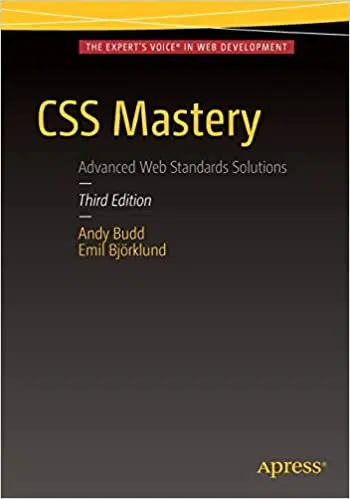 THE EXPERT'S VOICE® IN WEB DEVELOPMENT
CSS Mastery
Advanced Web Standards Solutions
—
Third Edition
—
Andy Budd
Emil Björklund
Apress®